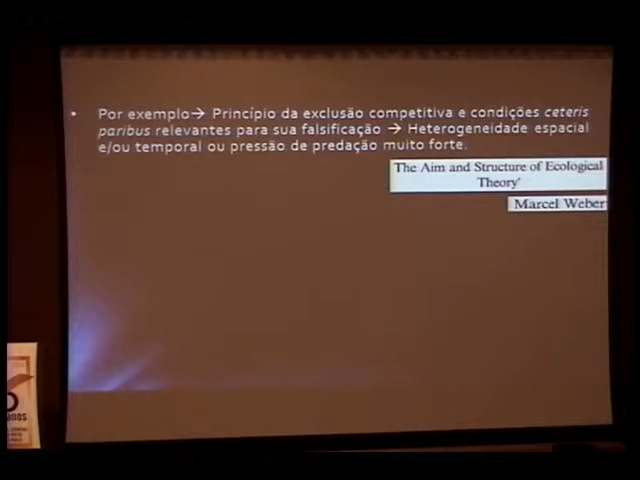 • Por exemplo→ Princípio da exclusão competitiva e condições ceteris
paribus relevantes para sua falsificação → Heterogeneidade espacial
e/ou temporal ou pressão de predação muito forte.
The Aim and Structure of Ecological
Theory*
Marcel Weber
anos